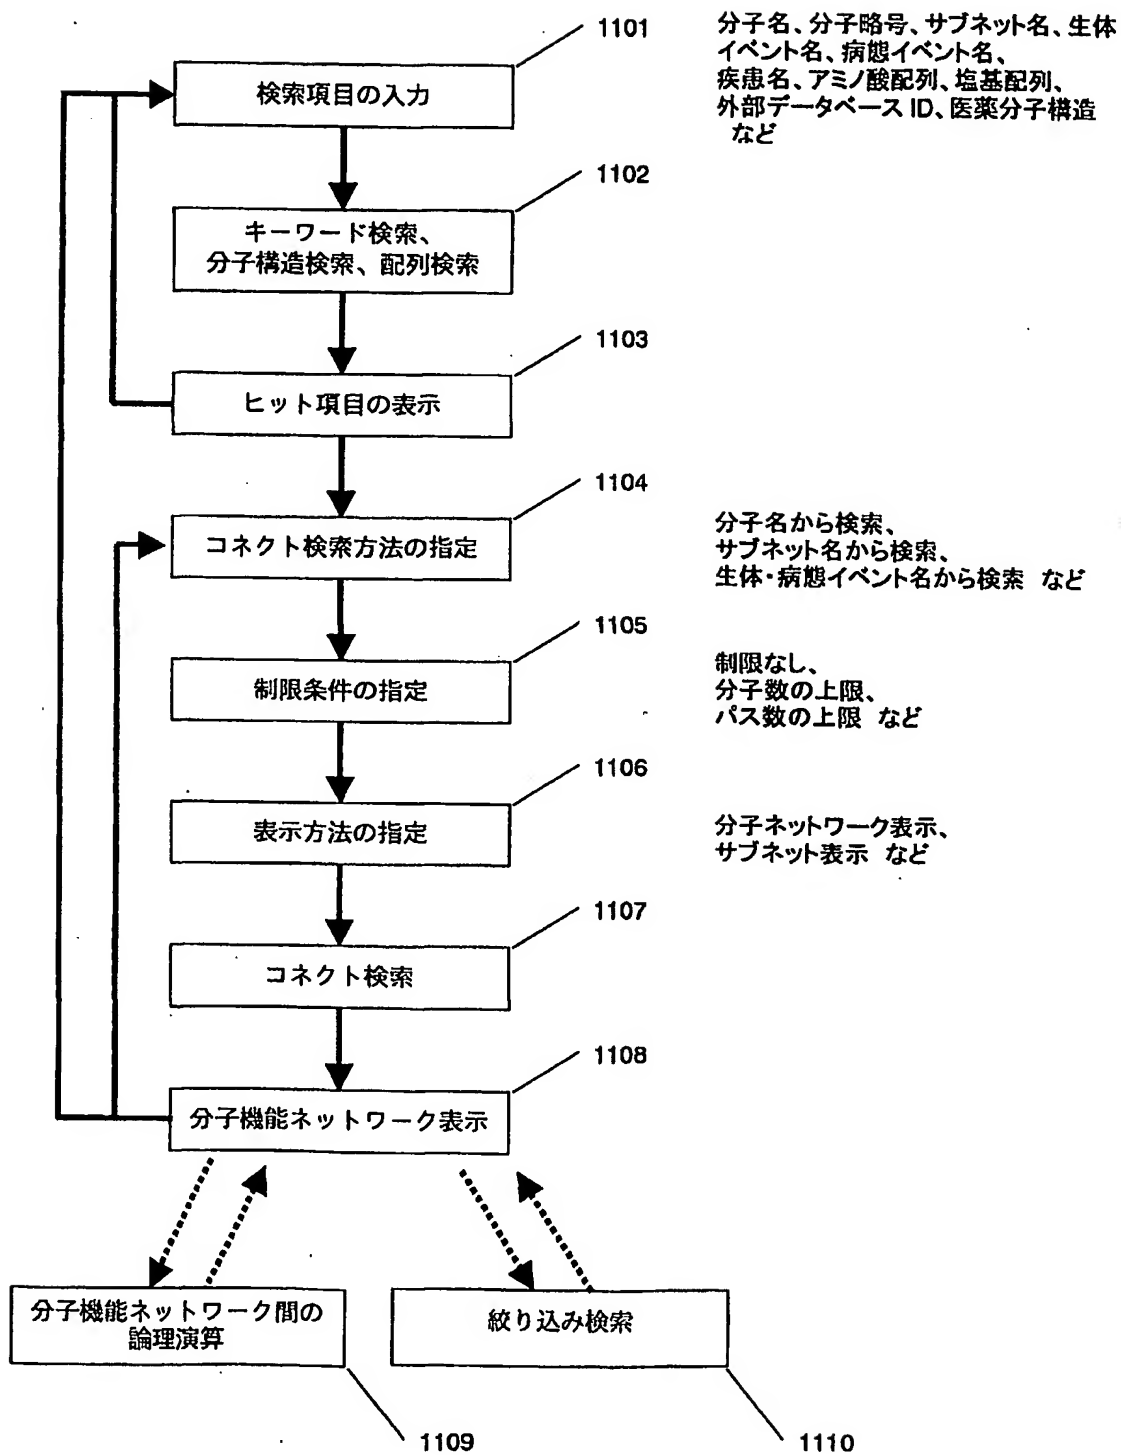 1101
分子名、分子略号、サブネット名、生体
イベント名、病態イベント名、
疾患名、アミノ酸配列、塩基配列、
外部データベース ID、医薬分子構造
など
検索項目の入力
1102
キーワード検索、
分子構造検索、配列検索
1103
ヒット項目の表示
1104
コネクト検索方法の指定
分子名から検索、
サブネット名から検索、
生体・病態イベント名から検索 など
1105
制限条件の指定
制限なし、
分子数の上限、
パス数の上限 など
1106
表示方法の指定
分子ネットワーク表示、
サブネット表示 など
1107
コネクト検索
1108
分子機能ネットワーク表示
分子機能ネットワーク間の
論理演算
絞り込み検索
1109
1110